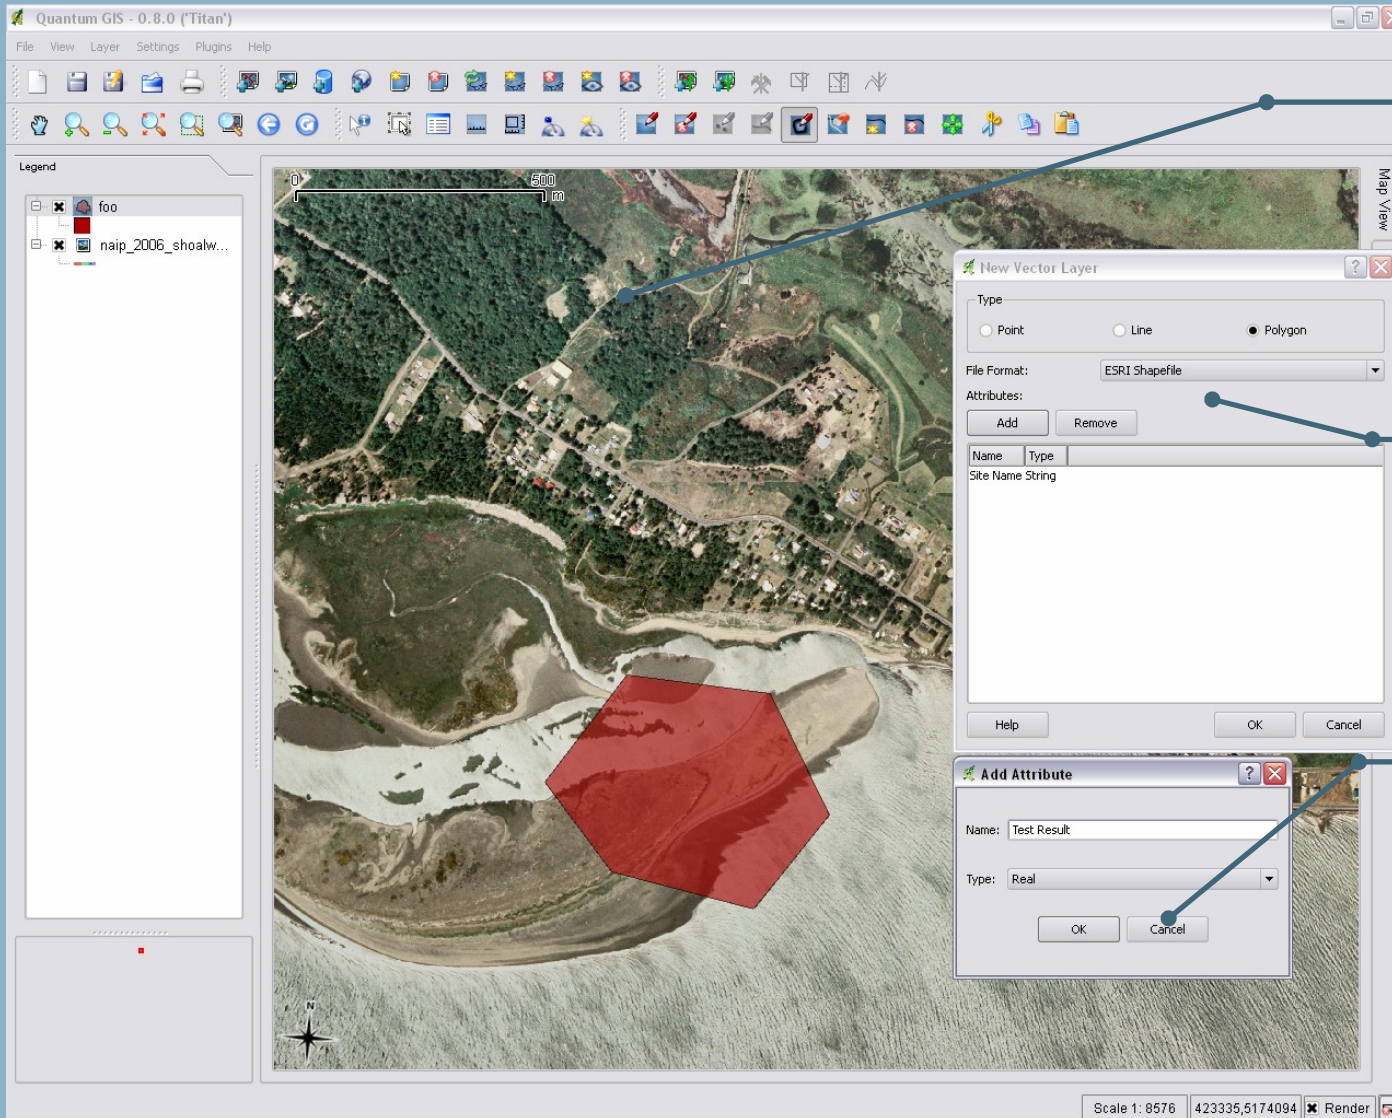 Quantum GIS - 0.8.0 ('Titan')
File View Layer Settings Plugins Help
Legend
foo
naip_2006_shoalw...
0 500 m
Map View
New Vector Layer
Type
Point Line Polygon
File Format: ESRI Shapefile
Attributes:
Add Remove
Name Type
Site Name String
Help OK Cancel
Add Attribute
Name: Test Result
Type: Real
OK Cancel
N
Scale 1: 8576 423335,5174094 Render